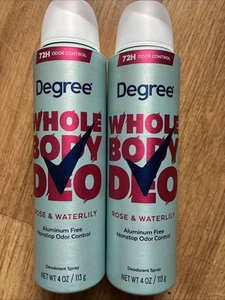 72H ODOR CONTROL
Degree
WHOLE
BODY
DEO
ROSE & WATERLILY
Aluminum Free
Nonstop Odor Control
Deodorant Spray
NET WT 4 OZ / 113 g
72H ODOR CONTROL
Degree
WHOLE
BODY
DEO
ROSE & WATERLILY
Aluminum Free
Nonstop Odor Control
Deodorant Spray
NET WT 4 OZ / 113 g